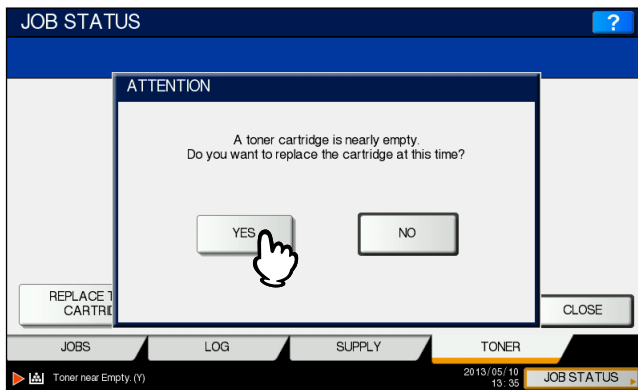 JOB STATUS
?
ATTENTION
A toner cartridge is nearly empty.
Do you want to replace the cartridge at this time?
YES
NO
REPLACE
CLOSE
JOBS
LOG
SUPPLY
TONER
Toner near Empty. (Y)
2013/05/10
13:35
JOB STATUS